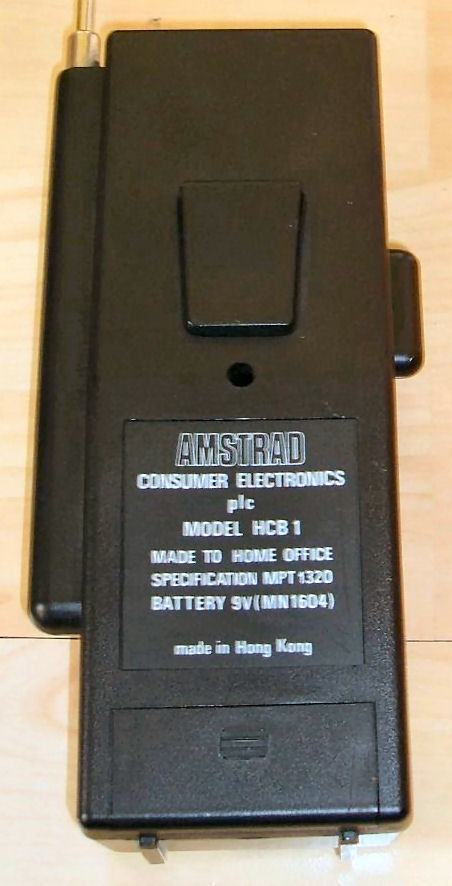 AMSTRAD
CONSUMER ELECTRONICS
plc
MODEL HCB 1
MADE TO HOME OFFICE
SPECIFICATION MPT 1320
BATTERY 9V (MN1604)
made in Hong Kong